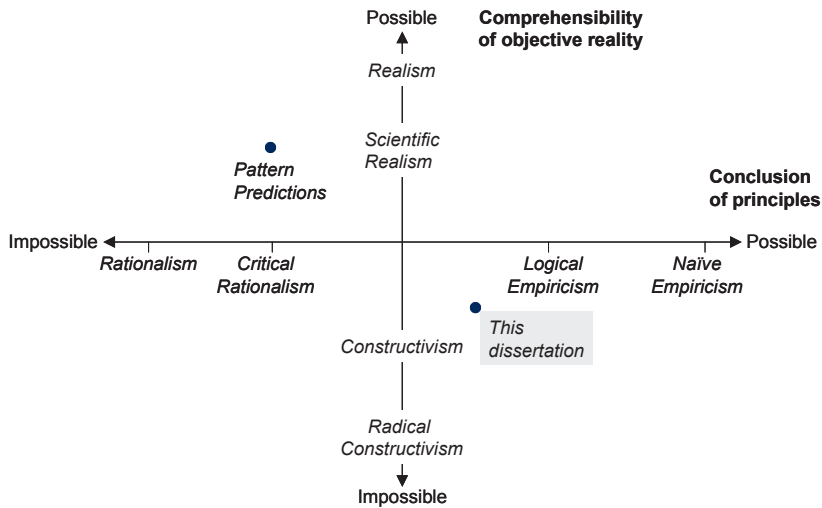 Possible
Comprehensibility
of objective reality
Realism
Scientific
Realism
Pattern
Predictions
Conclusion
of principles
Impossible
Possible
Rationalism
Critical
Rationalism
Logical
Empiricism
Naïve
Empiricism
This
dissertation
Constructivism
Radical
Constructivism
Impossible